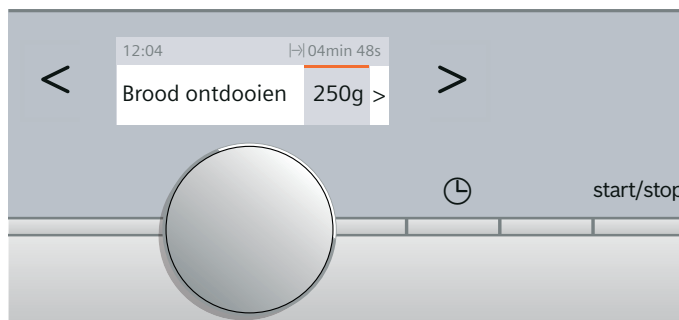 12:04 |→| 04min 48s
< Brood ontdooien 250g > >
start/stop